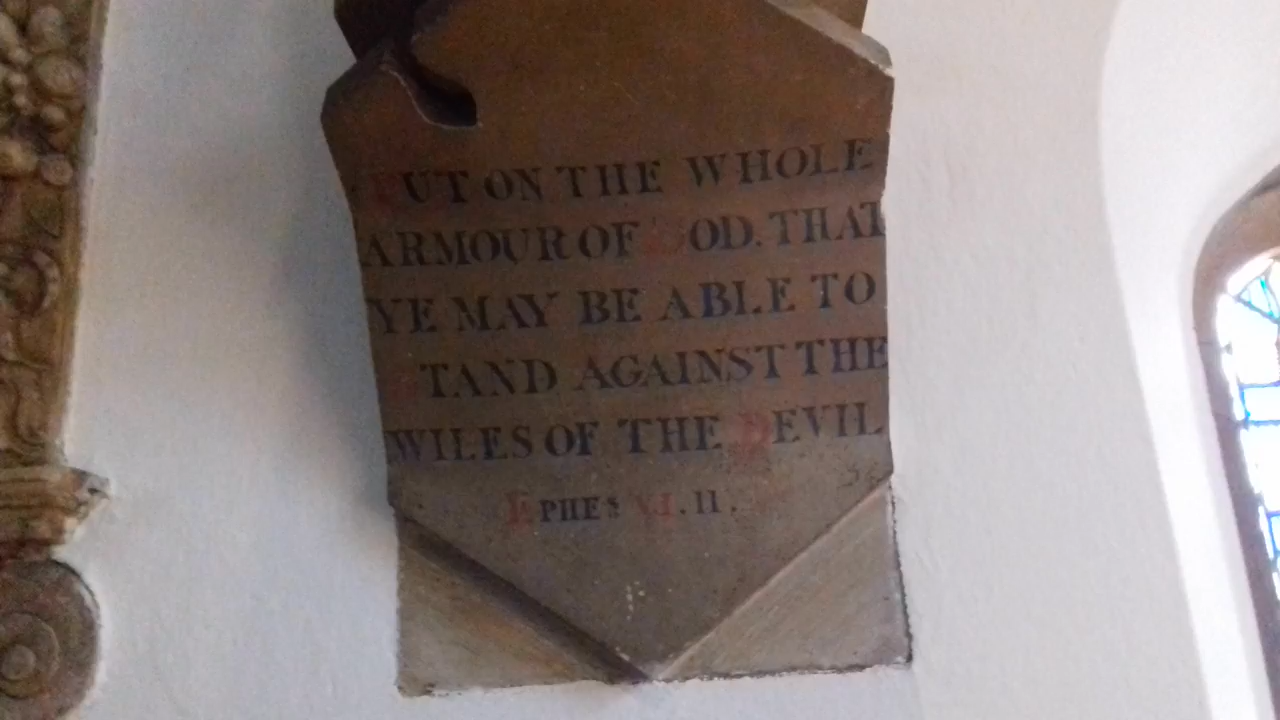 PUT ON THE WHOLE
ARMOUR OF GOD. THAT
YE MAY BE ABLE TO
STAND AGAINST THE
WILES OF THE DEVIL
EPHES VI. 11.